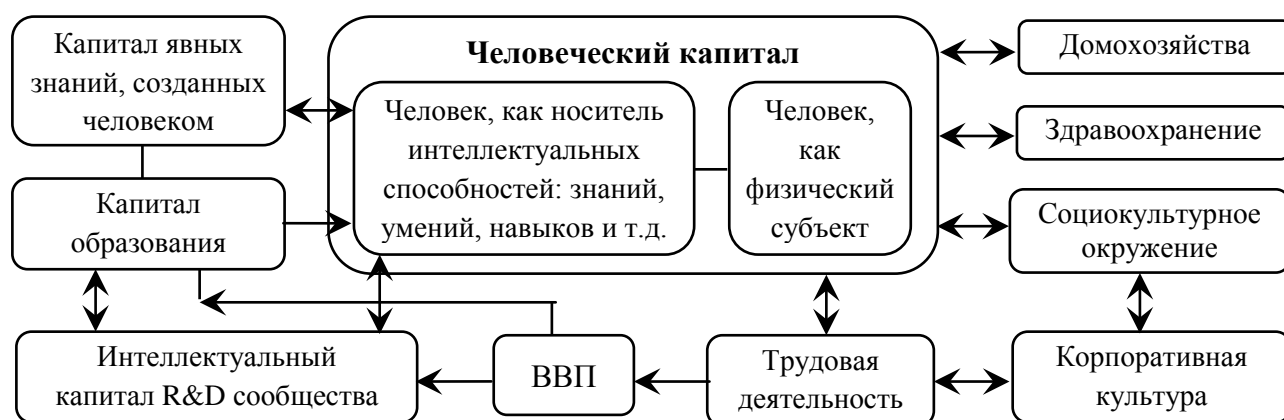 Капитал явных
знаний, созданных
человеком
Человеческий капитал
Человек, как носитель
интеллектуальных
способностей: знаний,
умений, навыков и т.д.
Человек,
как
физический
субъект
Домохозяйства
Здравоохранение
Капитал
образования
Социокультурное
окружение
Интеллектуальный
капитал R&D сообщества
ВВП
Трудовая
деятельность
Корпоративная
культура